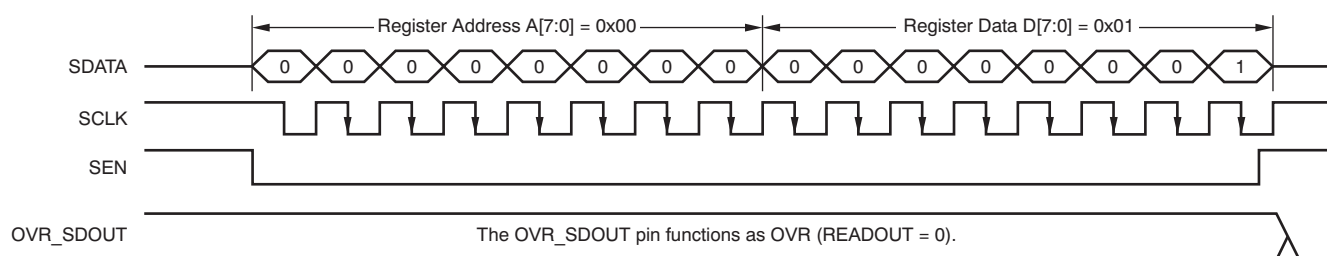 Register Address A[7:0] = 0x00 Register Data D[7:0] = 0x01
SDATA 0 0 0 0 0 0 0 0 0 0 0 0 0 0 0 1
SCLK
SEN
OVR_SDOUT The OVR_SDOUT pin functions as OVR (READOUT = 0).